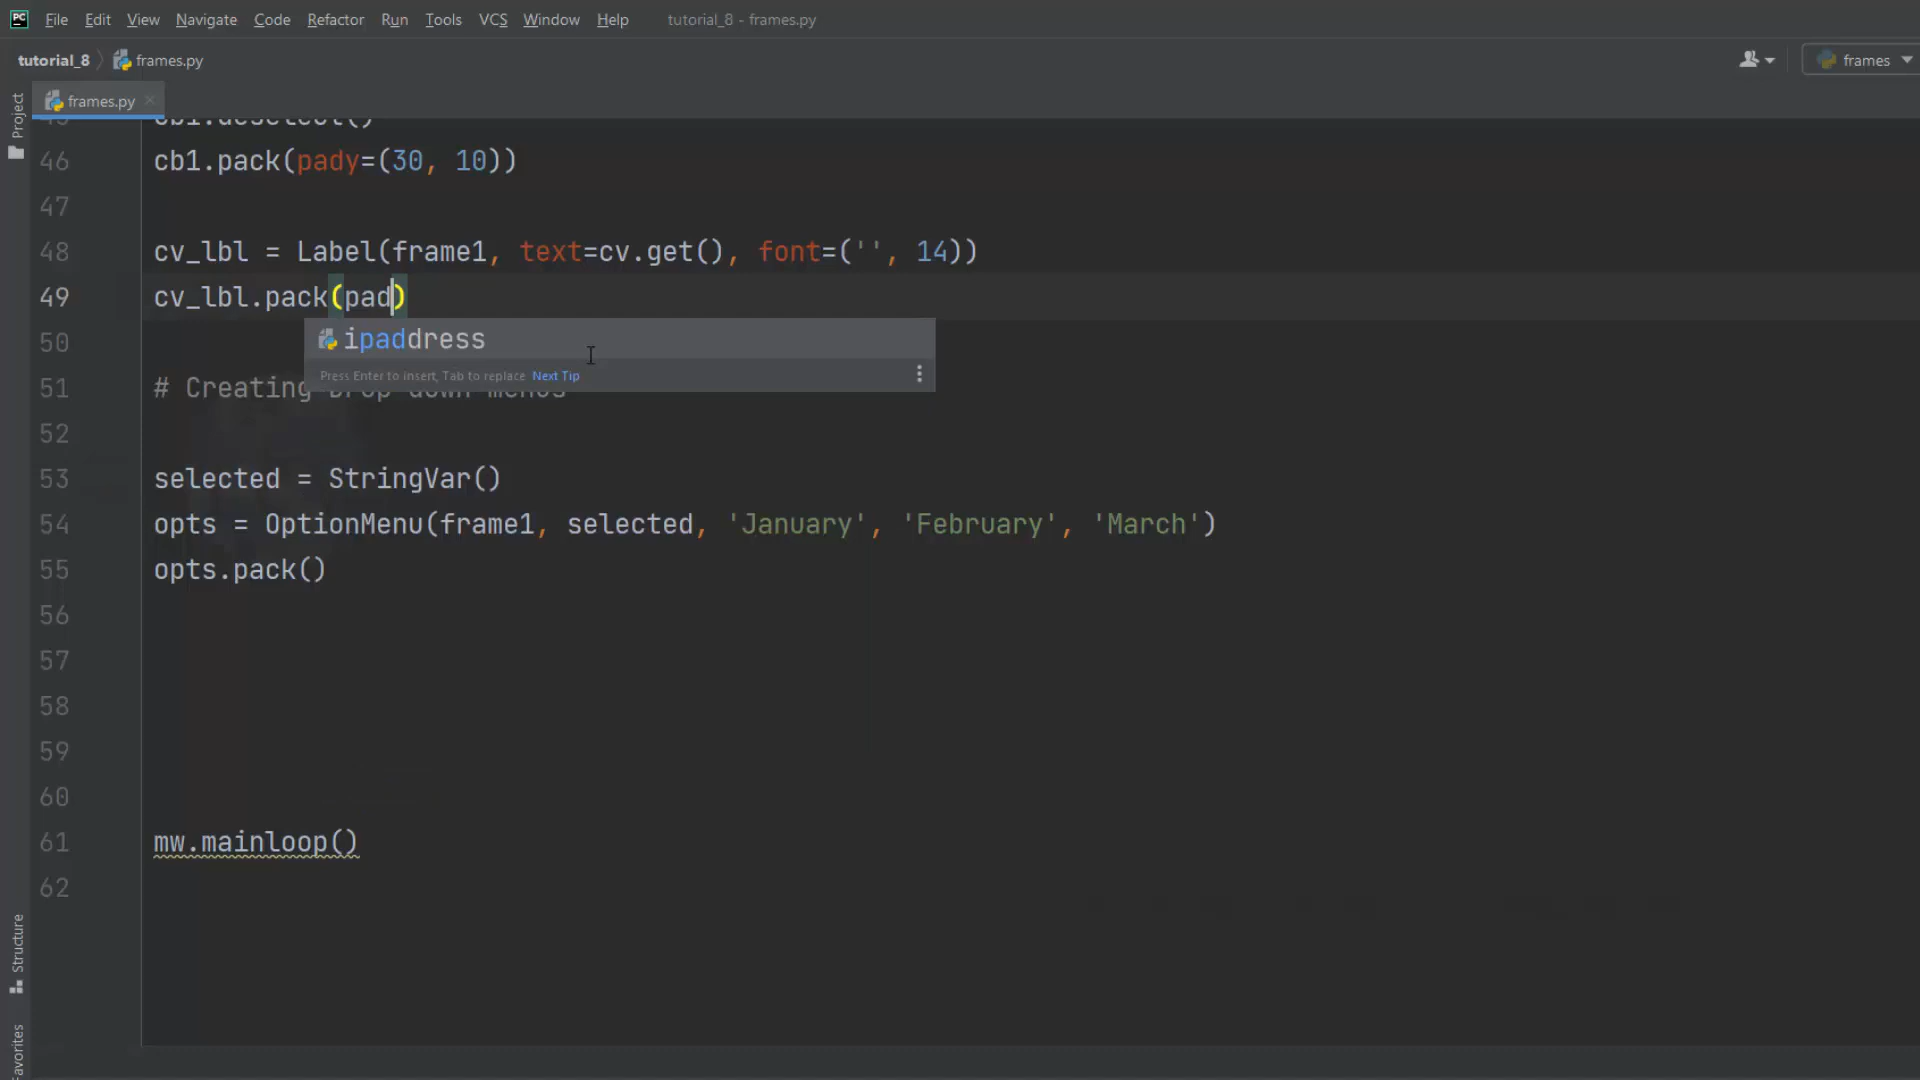 PC File Edit View Navigate Code Refactor Run Tools VCS Window Help tutorial_8 - frames.py
tutorial_8 frames.py frames
frames.py
Project
46 cb1.pack(pady=(30, 10))
47
48 cv_lbl = Label(frame1, text=cv.get(), font=('', 14))
49 cv_lbl.pack(pad)
ipaddress
50
Press Enter to insert, Tab to replace Next Tip
51 # Creating Drop down menus
52
53 selected = StringVar()
54 opts = OptionMenu(frame1, selected, 'January', 'February', 'March')
55 opts.pack()
56
57
58
59
60
61 mw.mainloop()
62
Structure
Favorites